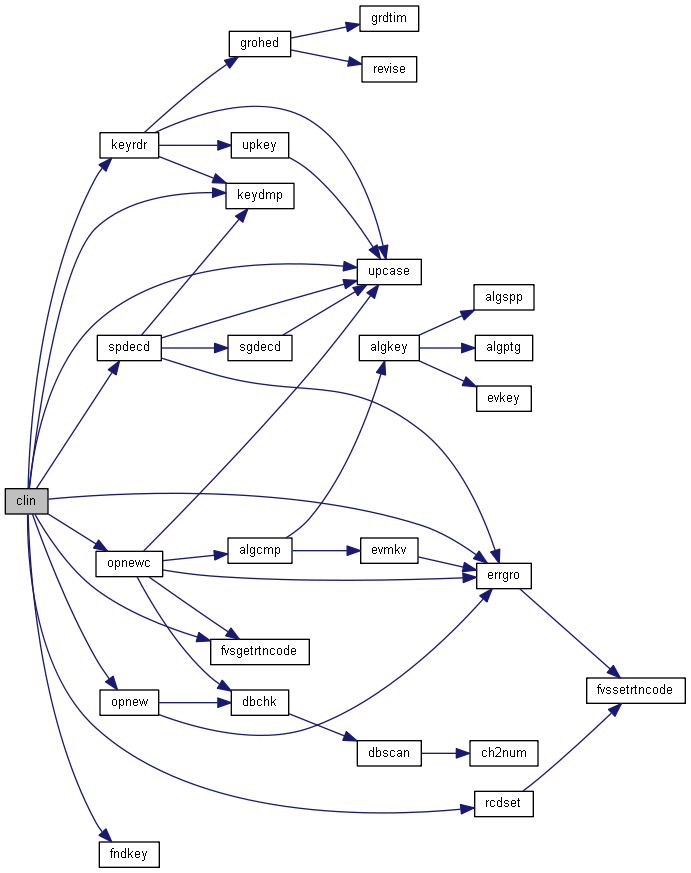 grdtim
grohed
revise
keyrdr
upkey
keydmp
upcase
algspp
spdecd
sgdecd
algkey
algptg
evkey
clin
opnewc
algcmp
evmkv
errgro
fvsgetrtncode
fvssetrtncode
opnew
dbchk
dbscan
ch2num
rcdset
fndkey